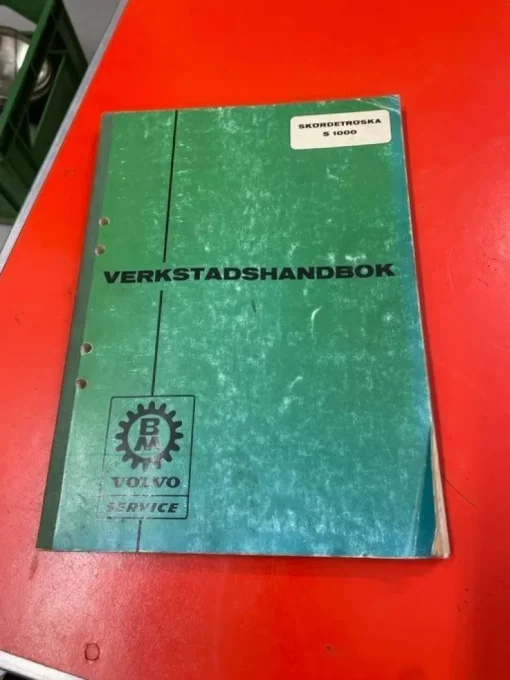 SKÖRDETRÖSKA
S 1000
VERKSTADSHANDBOK
BM
VOLVO
SERVICE